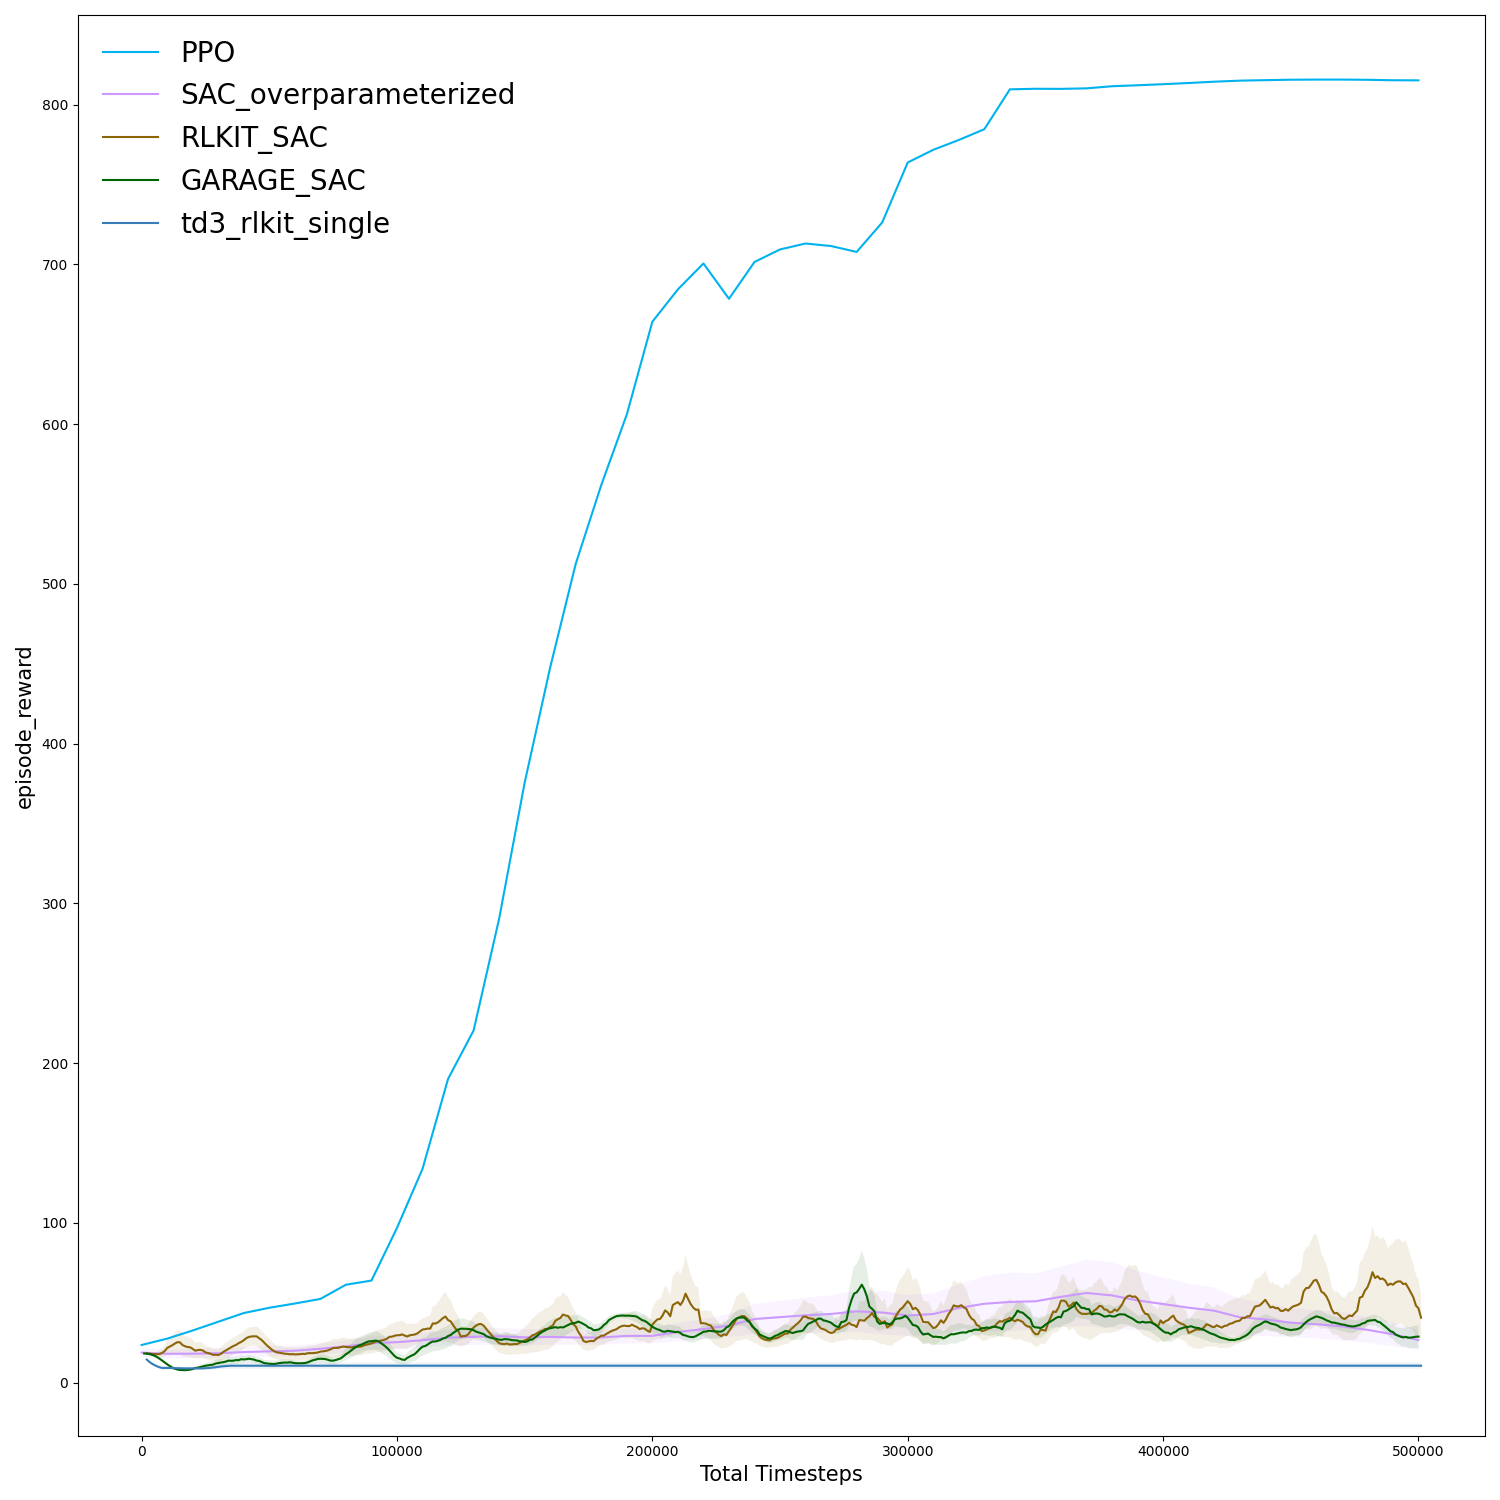 PPO
SAC_overparameterized
RLKIT_SAC
GARAGE_SAC
td3_rlkit_single
episode_reward
800
700
600
500
400
300
200
100
0
0 100000 200000 300000 400000 500000
Total Timesteps